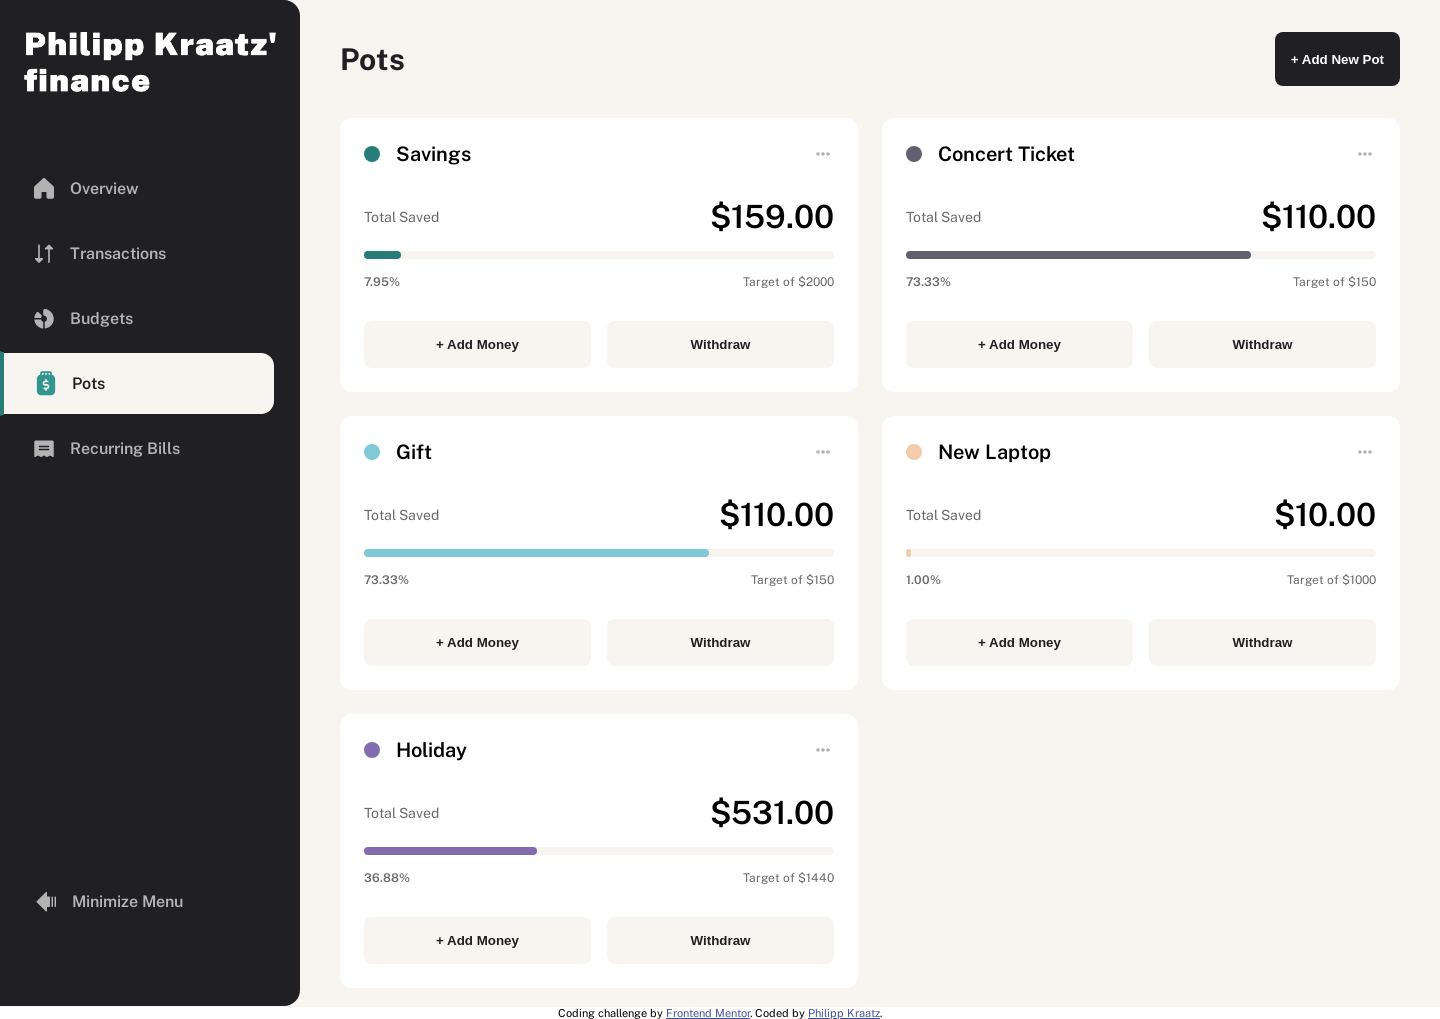 Philipp Kraatz'
finance
Overview
Transactions
Budgets
Pots
Recurring Bills
Minimize Menu
Pots
+ Add New Pot
Savings
Total Saved
$159.00
7.95%
Target of $2000
+ Add Money
Withdraw
Concert Ticket
Total Saved
$110.00
73.33%
Target of $150
+ Add Money
Withdraw
Gift
Total Saved
$110.00
73.33%
Target of $150
+ Add Money
Withdraw
New Laptop
Total Saved
$10.00
1.00%
Target of $1000
+ Add Money
Withdraw
Holiday
Total Saved
$531.00
36.88%
Target of $1440
+ Add Money
Withdraw
Coding challenge by Frontend Mentor. Coded by Philipp Kraatz.